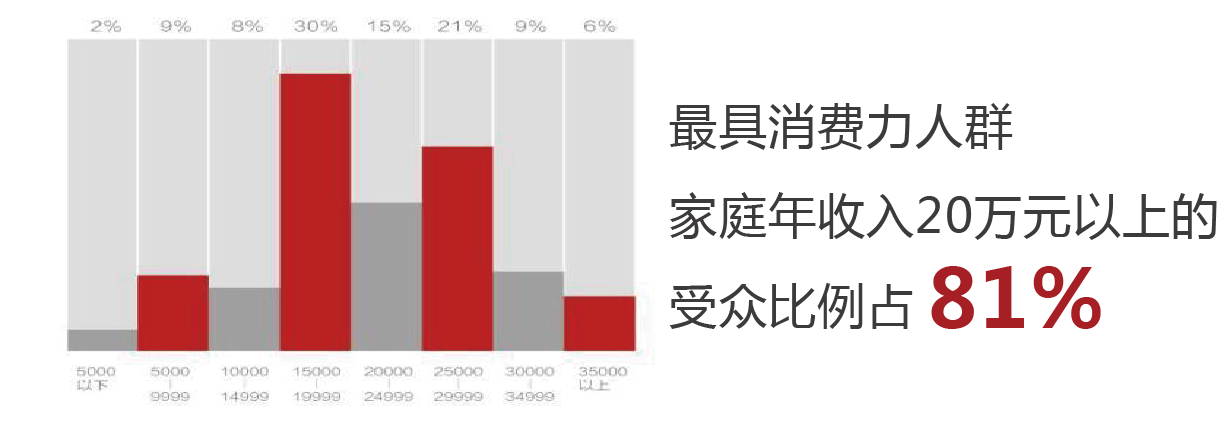 2% 9% 8% 30% 15% 21% 9% 6%
最具消费力人群
家庭年收入20万元以上的
受众比例占 81%
5000 5000 10000 15000 20000 25000 30000 35000
以下 | | | | | | 以上
9999 14999 19999 24999 29999 34999